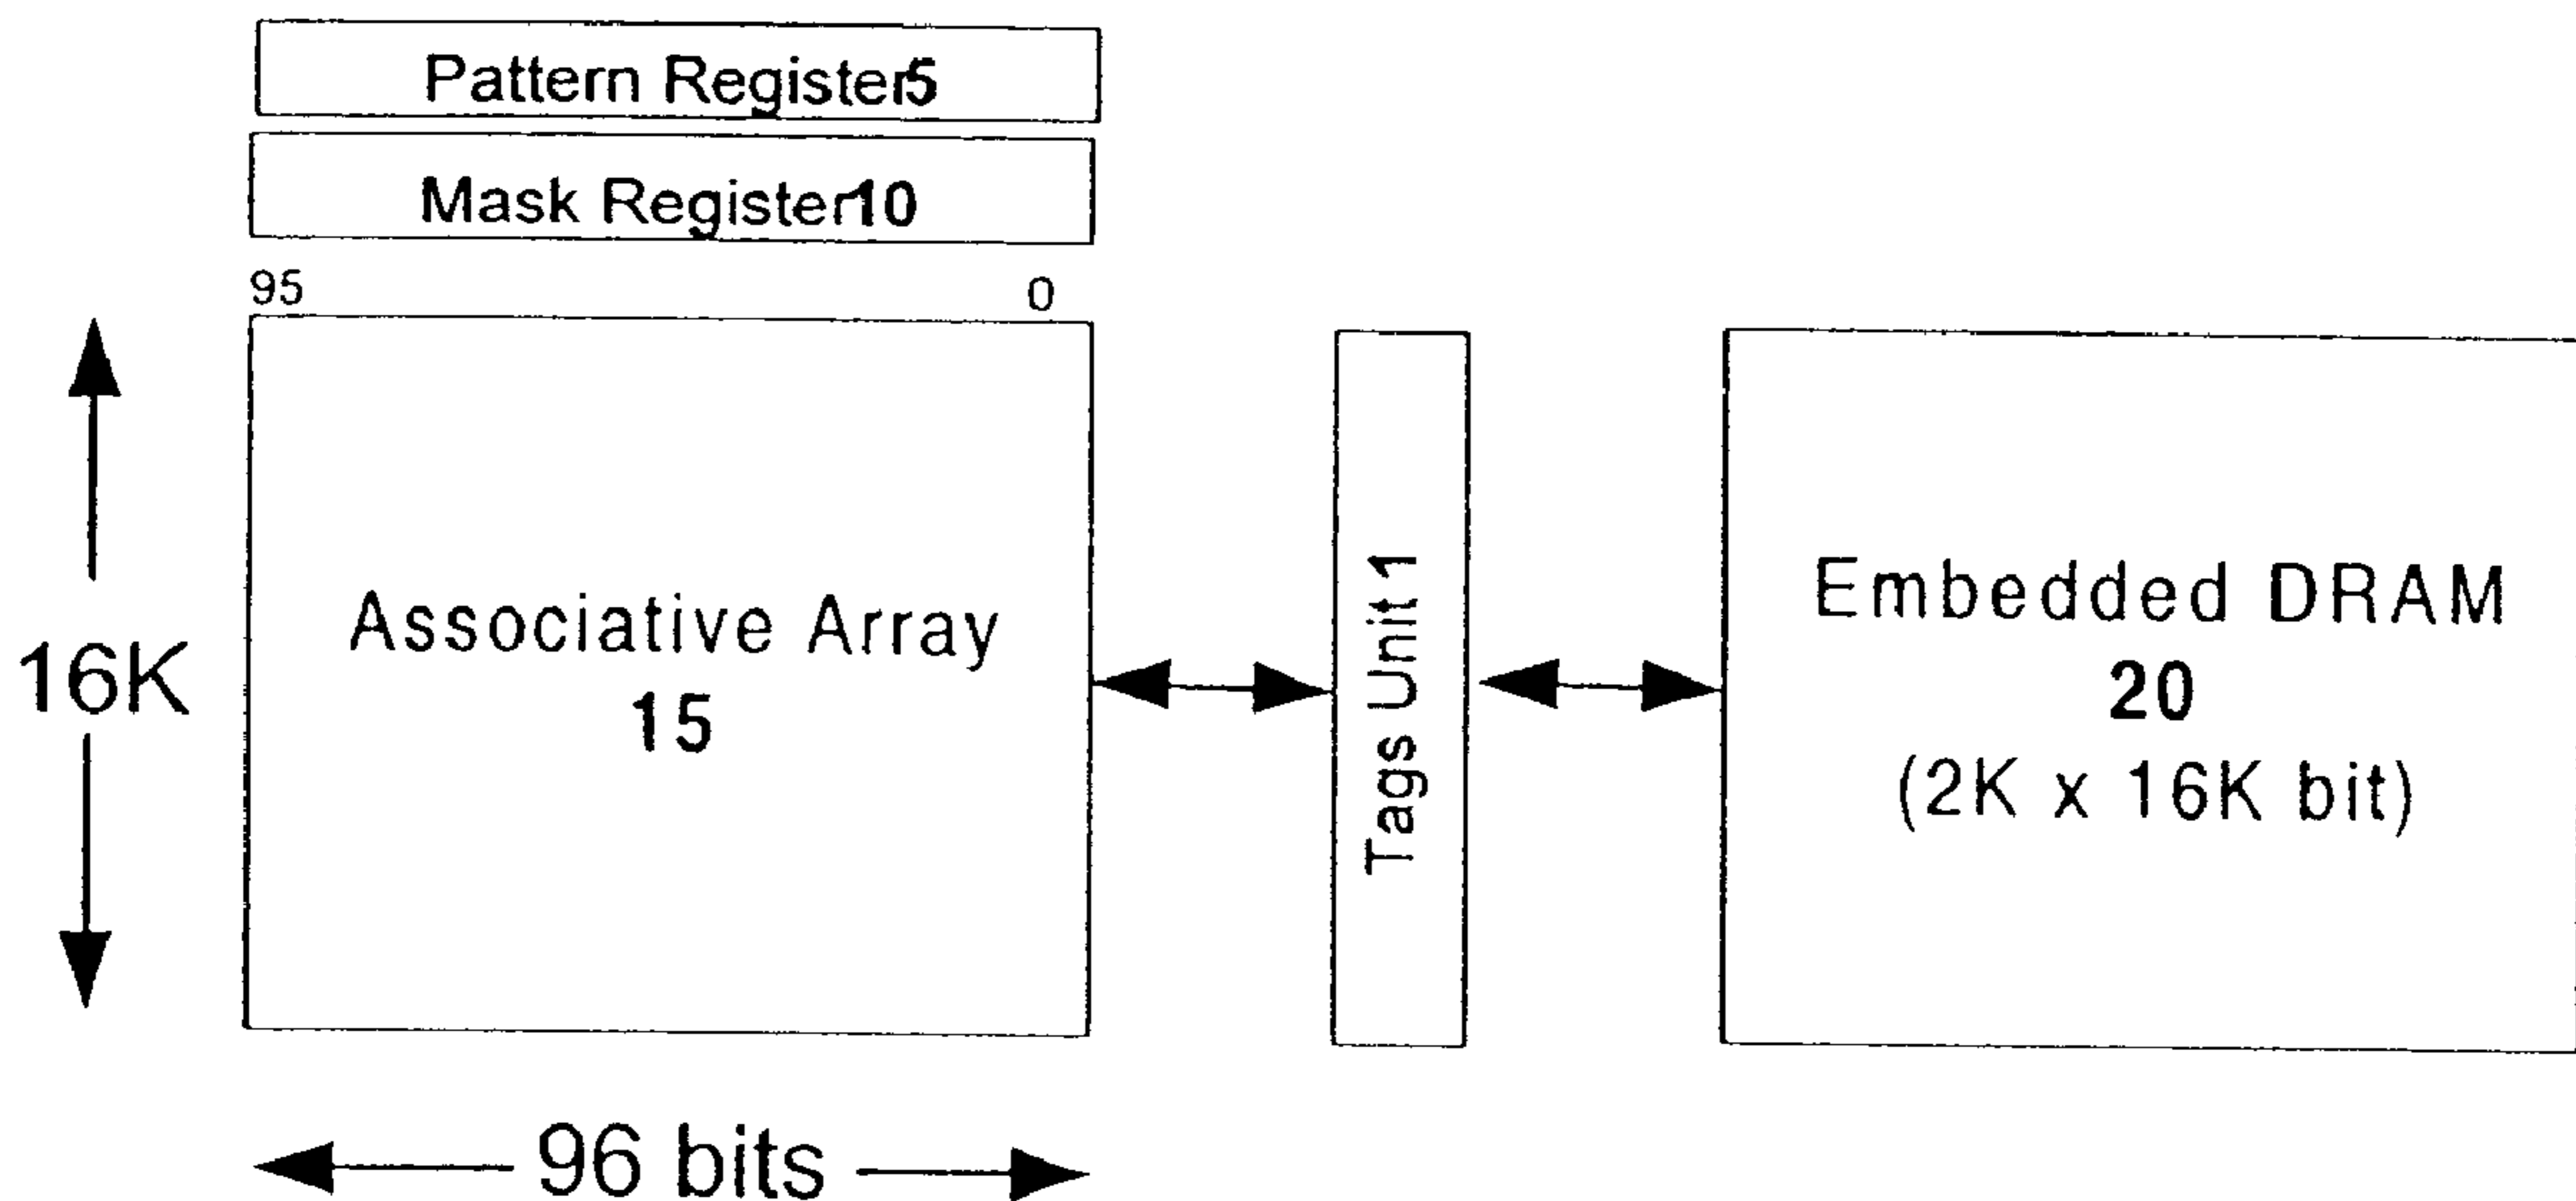 Pattern Register5
Mask Register10
95 0
16K
Associative Array
15
Tags Unit 1
Embedded DRAM
20
(2K x 16K bit)
96 bits